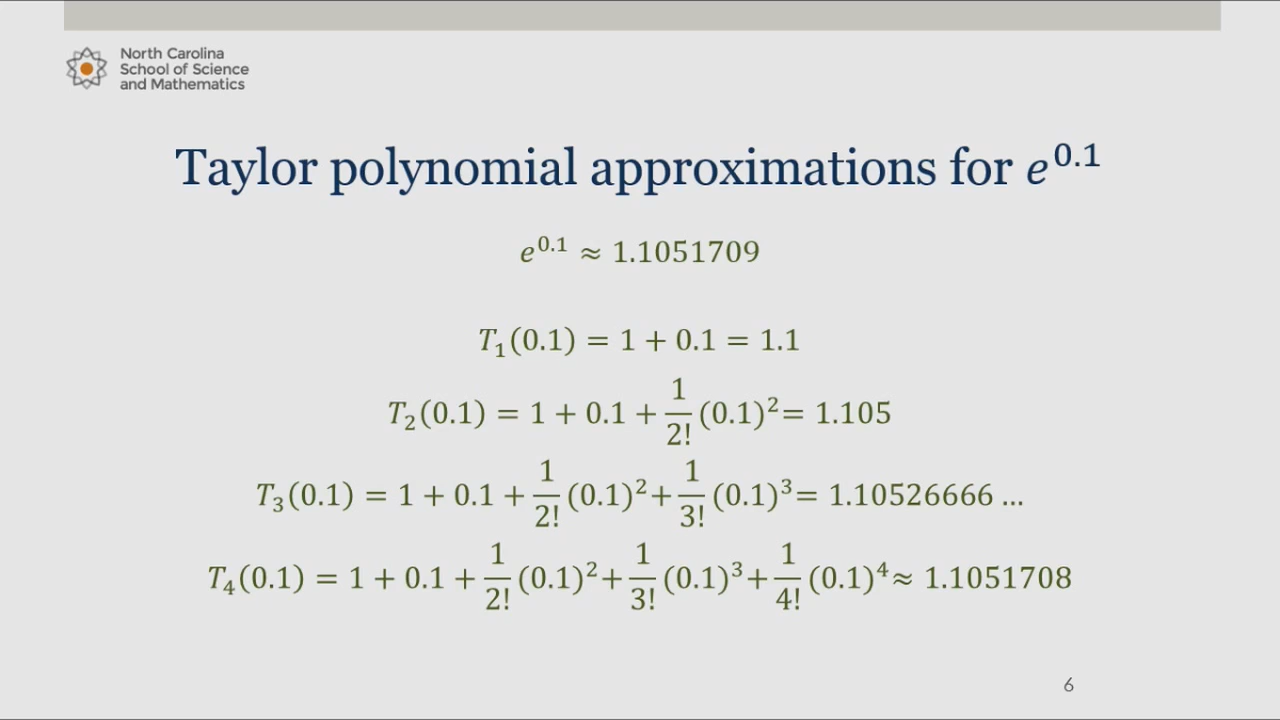 North Carolina
School of Science
and Mathematics
Taylor polynomial approximations for e^0.1
e^0.1 ≈ 1.1051709
T₁(0.1) = 1 + 0.1 = 1.1
T₂(0.1) = 1 + 0.1 + 1/2! (0.1)² = 1.105
T₃(0.1) = 1 + 0.1 + 1/2! (0.1)² + 1/3! (0.1)³ = 1.10526666 ...
T₄(0.1) = 1 + 0.1 + 1/2! (0.1)² + 1/3! (0.1)³ + 1/4! (0.1)⁴ ≈ 1.1051708
6